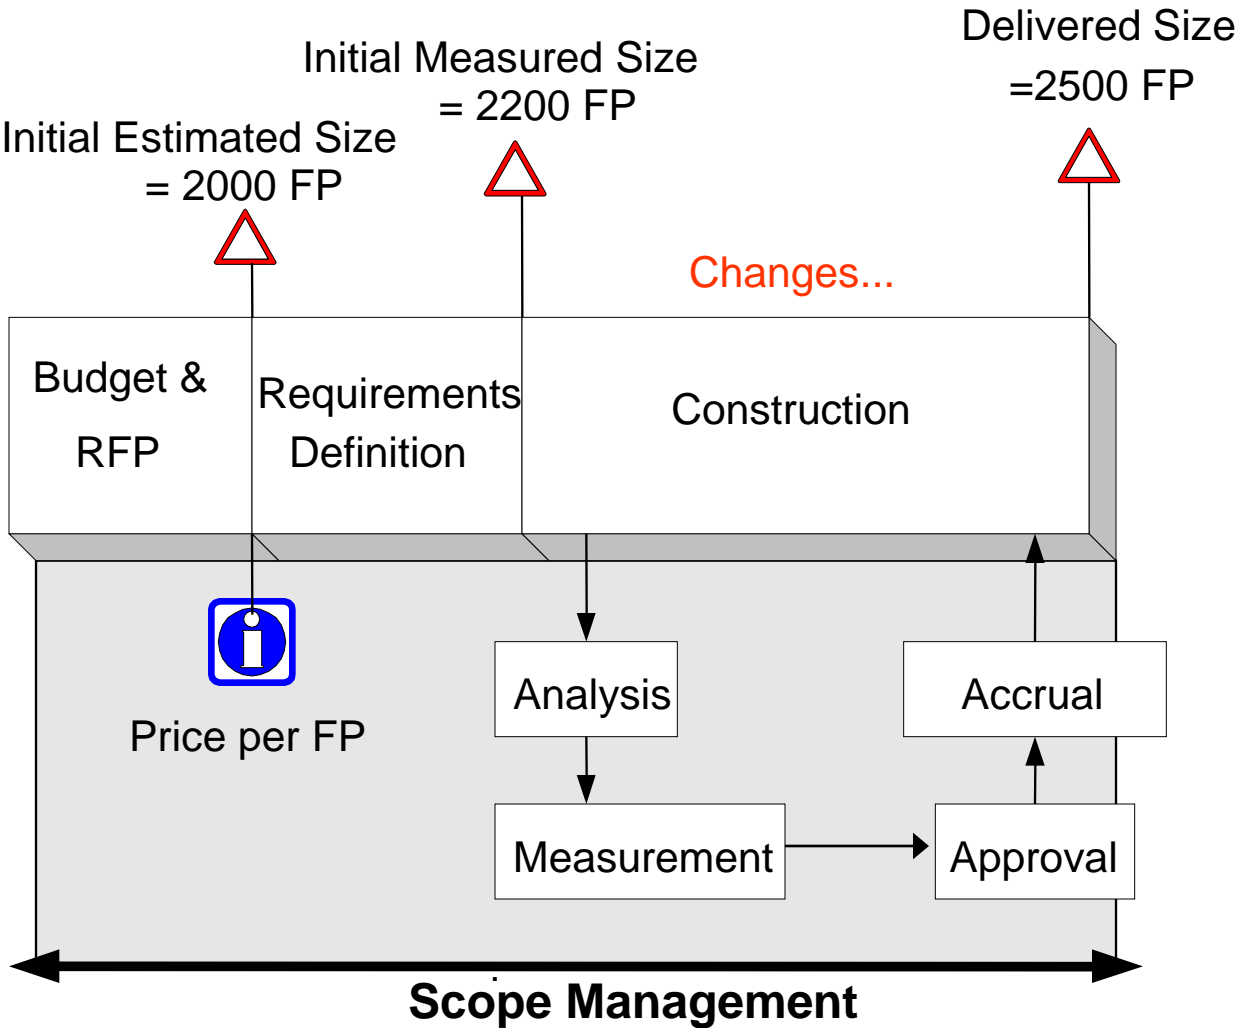 Delivered Size
=2500 FP
Initial Measured Size
= 2200 FP
Initial Estimated Size
= 2000 FP
Changes...
Budget &
RFP
Requirements
Definition
Construction
Price per FP
Analysis
Accrual
Measurement
Approval
Scope Management